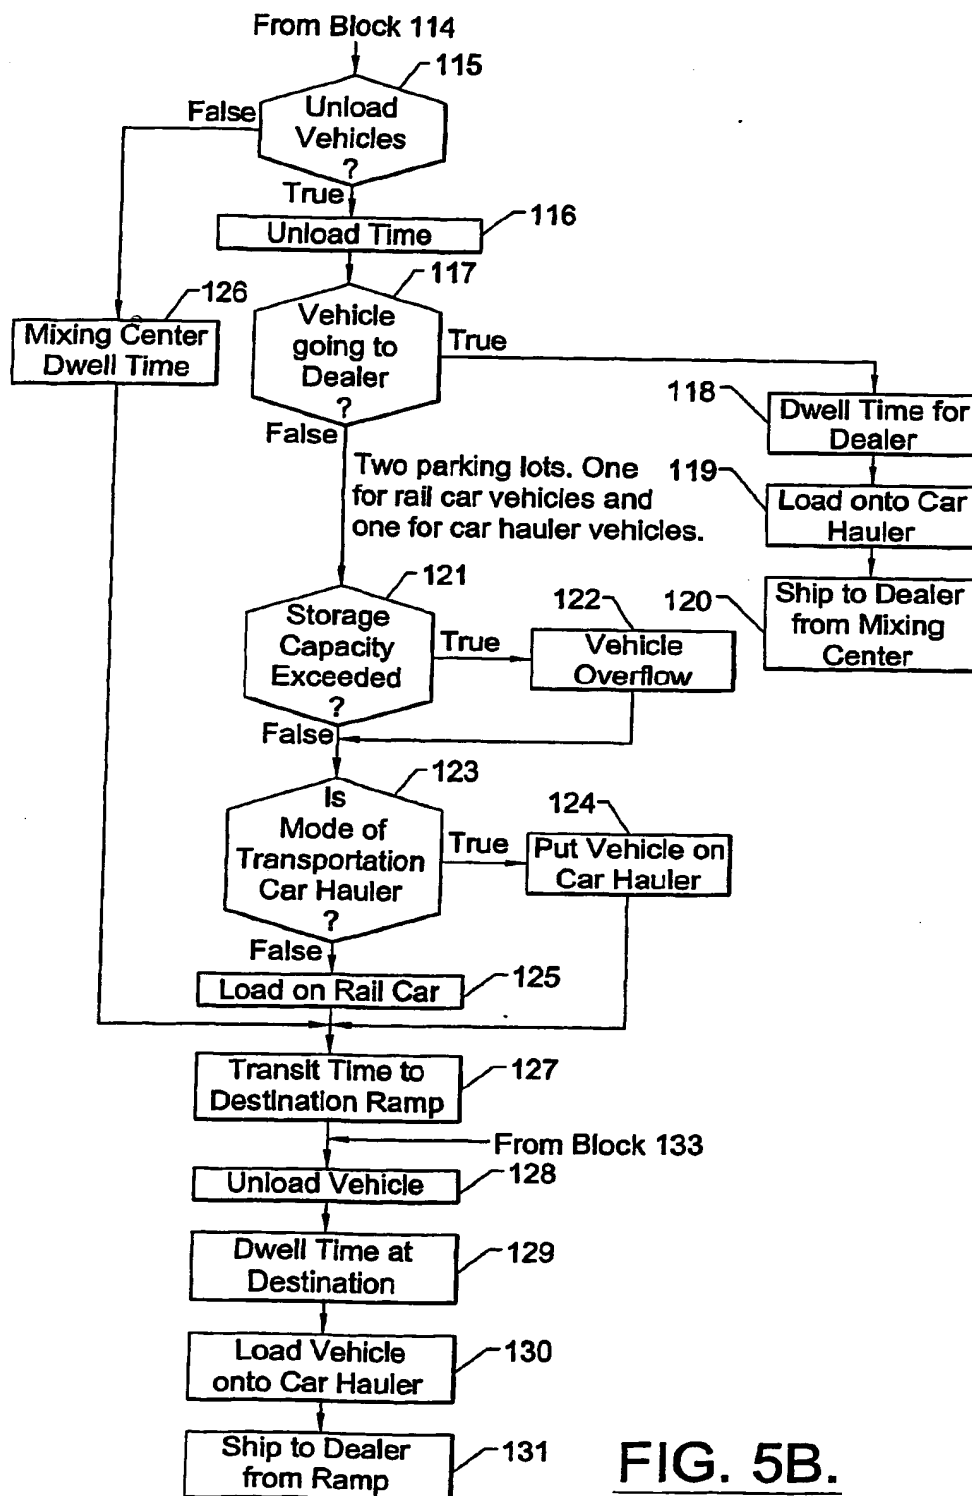 From Block 114
115
False
Unload
Vehicles
?
True
Unload Time
116
117
126
Mixing Center
Dwell Time
Vehicle
going to
Dealer
?
True
False
118
Dwell Time for
Dealer
Two parking lots. One
for rail car vehicles and
one for car hauler vehicles.
119
Load onto Car
Hauler
121
Storage
Capacity
Exceeded
?
True
False
122
Vehicle
Overflow
120
Ship to Dealer
from Mixing
Center
123
Is
Mode of
Transportation
Car Hauler
?
True
False
124
Put Vehicle on
Car Hauler
Load on Rail Car
125
Transit Time to
Destination Ramp
127
From Block 133
Unload Vehicle
128
Dwell Time at
Destination
129
Load Vehicle
onto Car Hauler
130
Ship to Dealer
from Ramp
131
FIG. 5B.